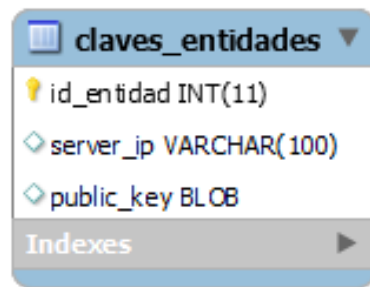 claves_entidades
id_entidad INT(11)
server_ip VARCHAR(100)
public_key BLOB
Indexes